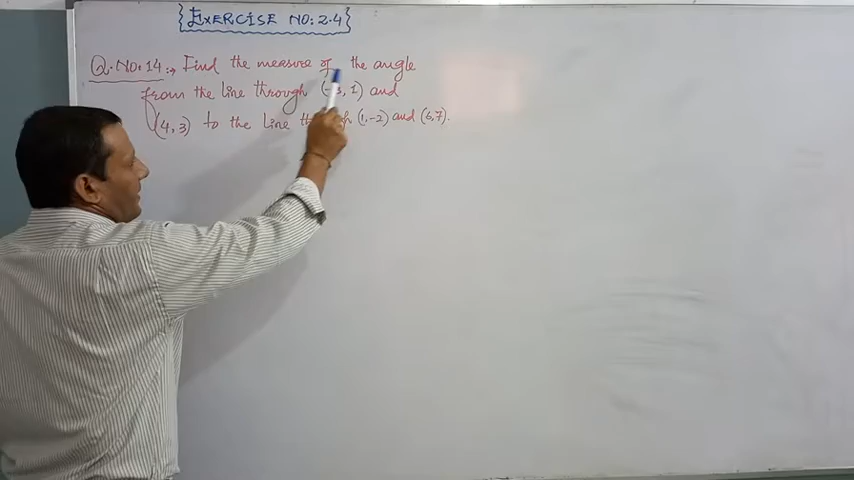 {EXERCISE NO:2.4}
Q.NO:14:→ Find the measure of the angle
from the line through (, 1) and
(4,3) to the line (1,-2) and (6,7).